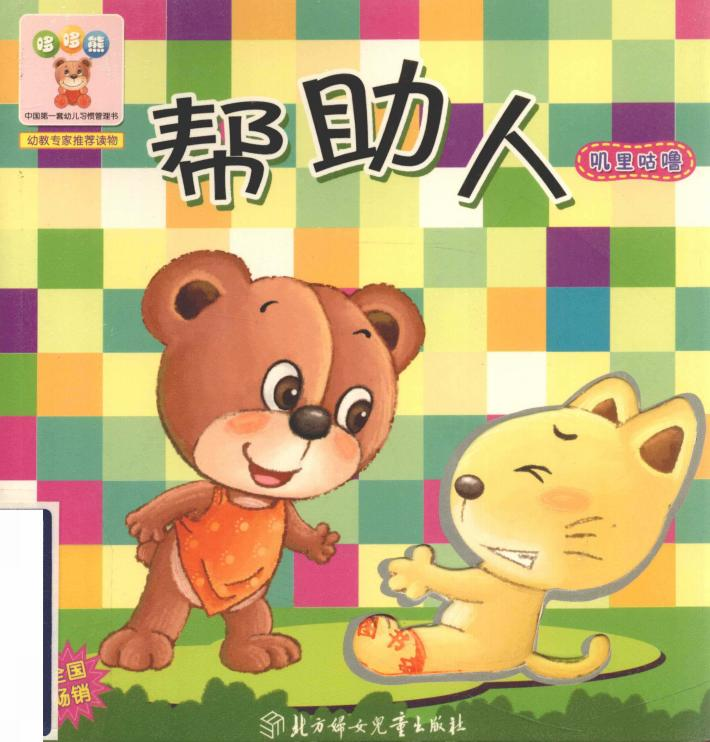 哆哆熊
中国第一套幼儿习惯管理书
幼教专家推荐读物
帮助人
叽里咕噜
全国
畅销
图书
北方妇女儿童出版社